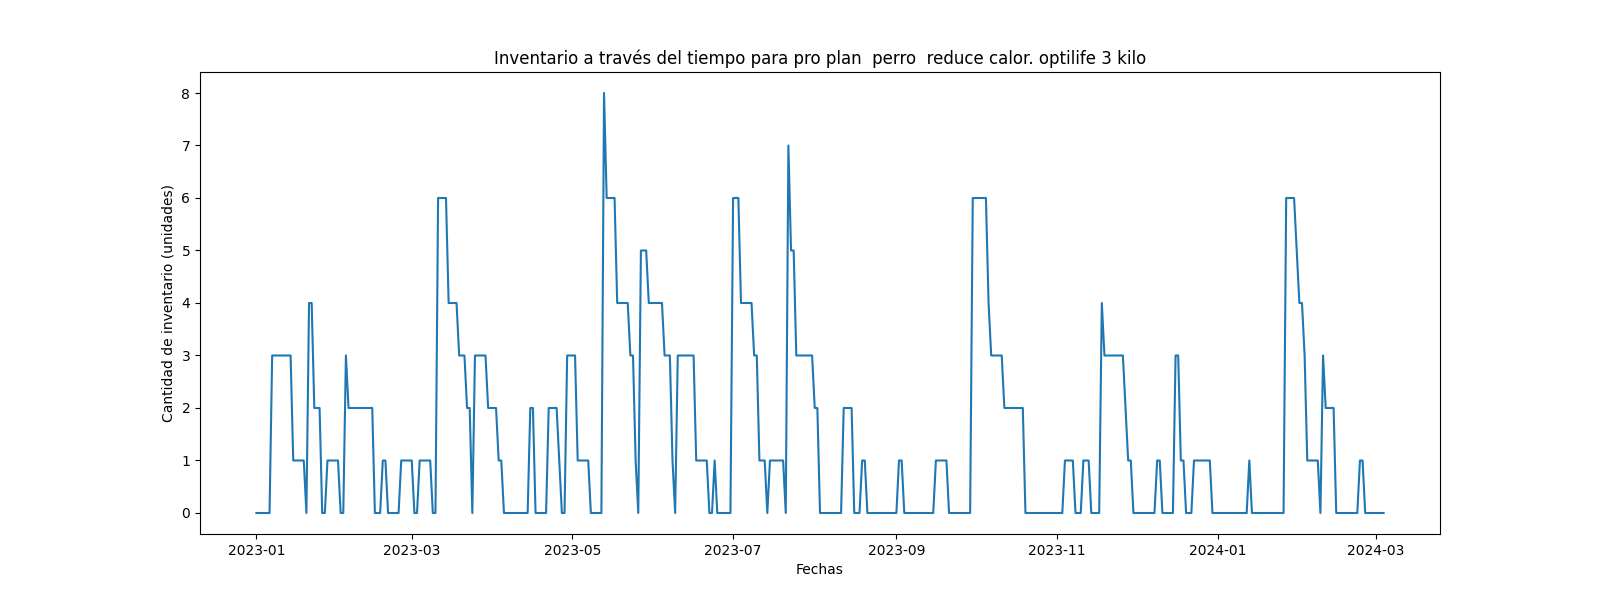 Inventario a través del tiempo para pro plan  perro  reduce calor. optilife 3 kilo
Cantidad de inventario (unidades)
8
7
6
5
4
3
2
1
0
2023-01 2023-03 2023-05 2023-07 2023-09 2023-11 2024-01 2024-03
Fechas